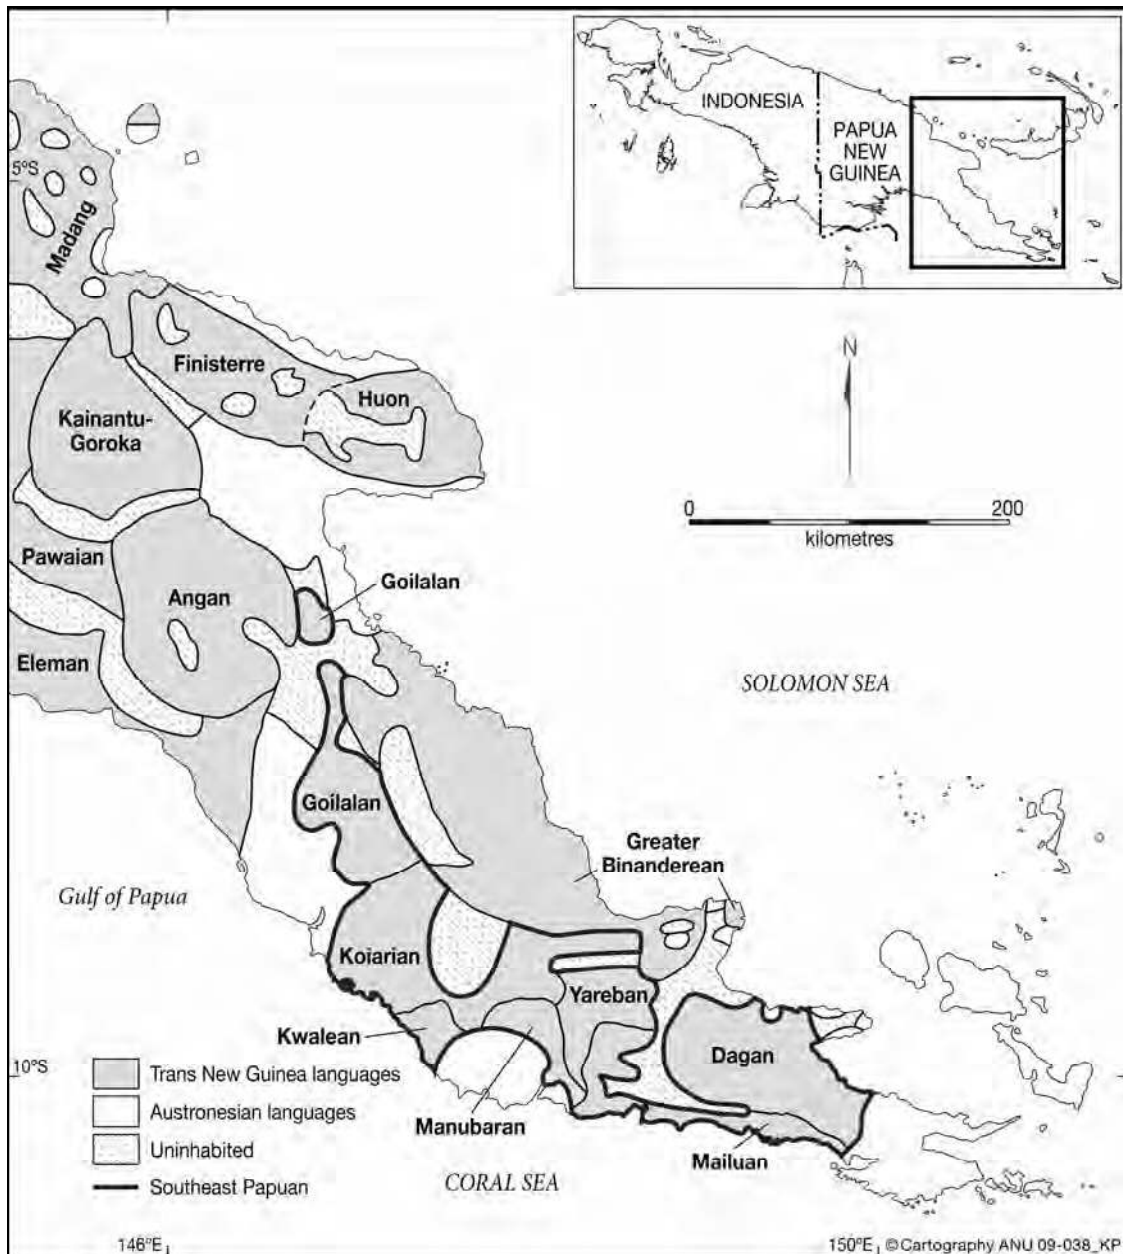 INDONESIA
PAPUA
NEW
GUINEA
5°S
Madang
Finisterre
Huon
Kainantu-
Goroka
N
0 200
kilometres
Pawaian
Angan
Goilalan
Eleman
SOLOMON SEA
Goilalan
Greater
Binanderean
Gulf of Papua
Koiarian
Yareban
Kwalean
Dagan
10°S
Trans New Guinea languages
Austronesian languages
Manubaran
Uninhabited
Mailuan
Southeast Papuan
CORAL SEA
146°E
150°E
©Cartography ANU 09-038_KP